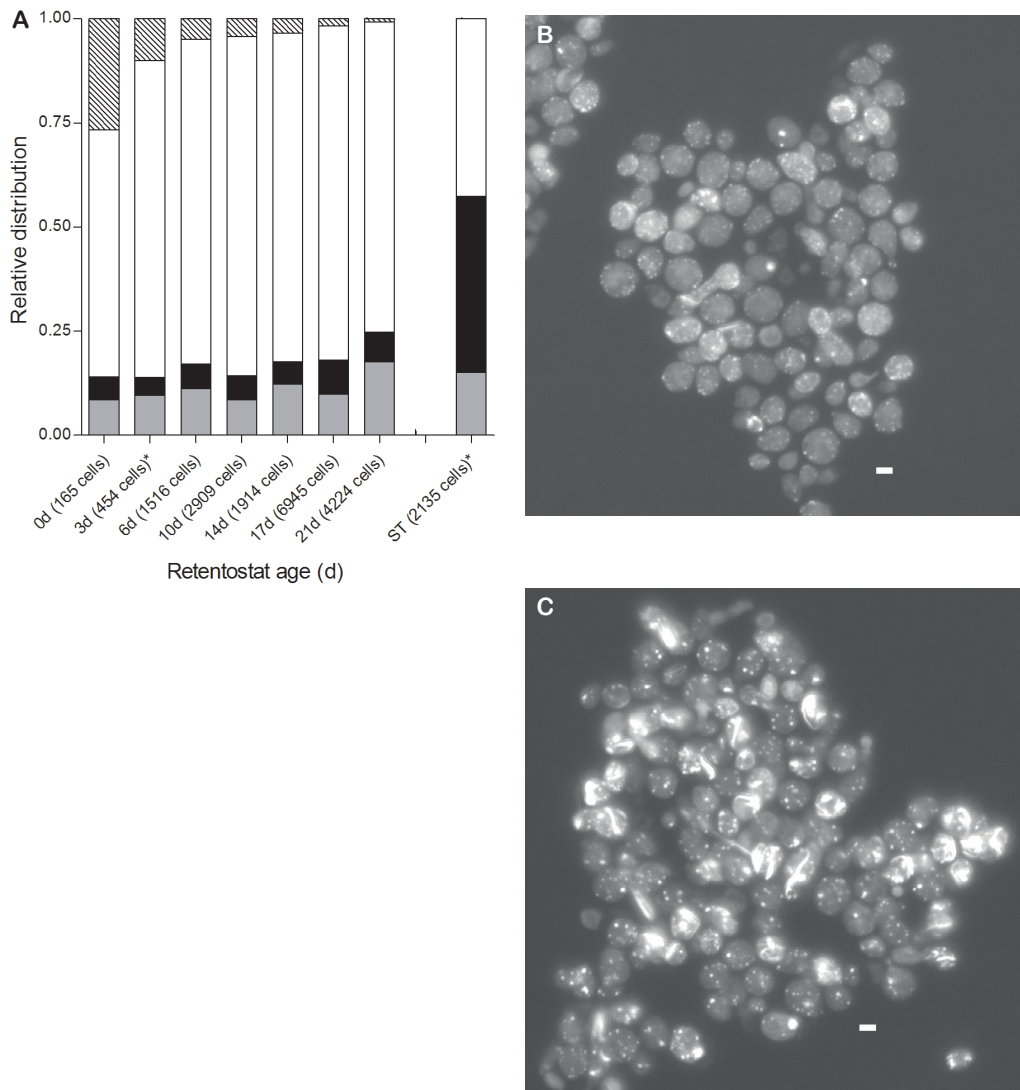 A
B
1.00
0.75
0.50
0.25
0.00
Relative distribution
0d (165 cells)
3d (454 cells)*
6d (1516 cells)
10d (2909 cells)
14d (1914 cells)
17d (6945 cells)
21d (4224 cells)
ST (2135 cells)*
Retentostat age (d)
C